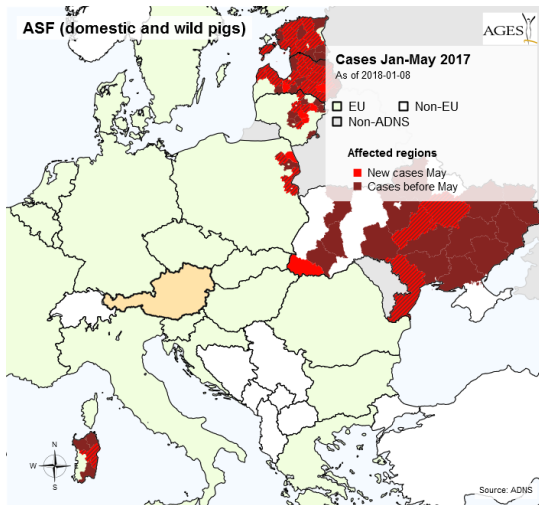 ASF (domestic and wild pigs)
AGES
Cases Jan-May 2017
As of 2018-01-08
EU
Non-EU
Non-ADNS
Affected regions
New cases May
Cases before May
N
W
E
S
Source: ADNS